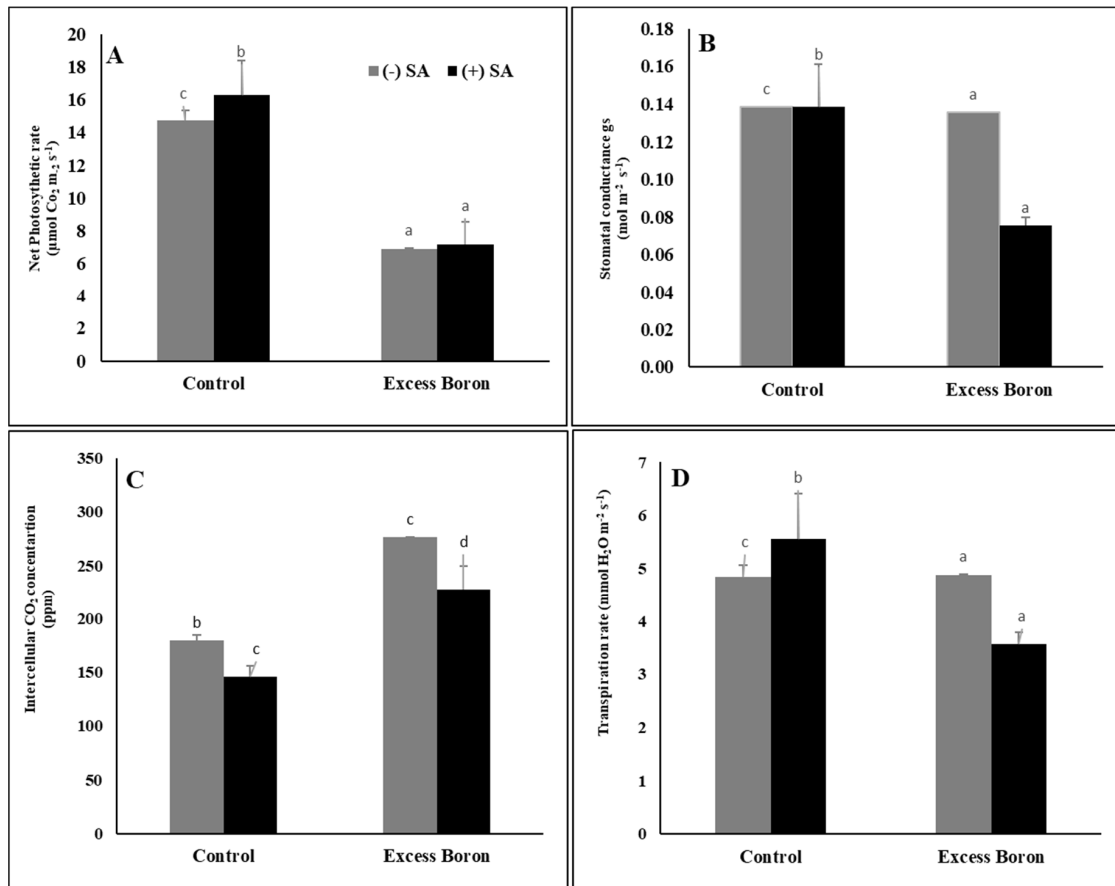 A
Net Photosythetic rate
(µmol Co₂ m-₂ s⁻¹)
20
18
16
14
12
10
8
6
4
2
0
c
b
a
a
(-) SA
(+) SA
Control
Excess Boron
B
Stomatal conductance gs
(mol m⁻² s⁻¹)
0.18
0.16
0.14
0.12
0.10
0.08
0.06
0.04
0.02
0.00
c
b
a
a
Control
Excess Boron
C
Intercellular CO₂ concentartion
(ppm)
350
300
250
200
150
100
50
0
b
c
c
d
Control
Excess Boron
D
Transpiration rate (mmol H₂O m⁻² s⁻¹)
7
6
5
4
3
2
1
0
c
b
a
a
Control
Excess Boron